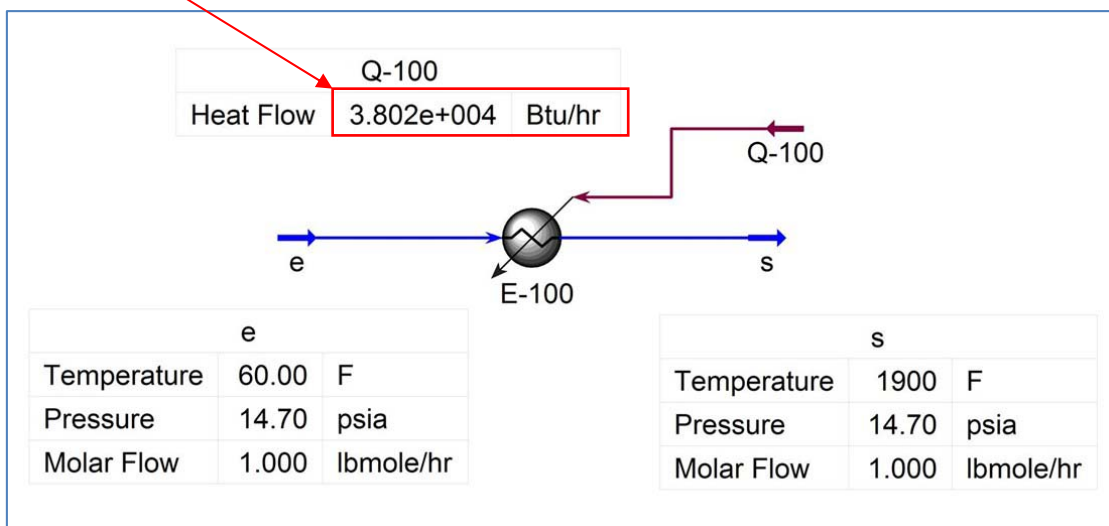 Q-100
Heat Flow 3.802e+004 Btu/hr
Q-100
e
s
E-100
e
Temperature 60.00 F
Pressure 14.70 psia
Molar Flow 1.000 lbmole/hr
s
Temperature 1900 F
Pressure 14.70 psia
Molar Flow 1.000 lbmole/hr